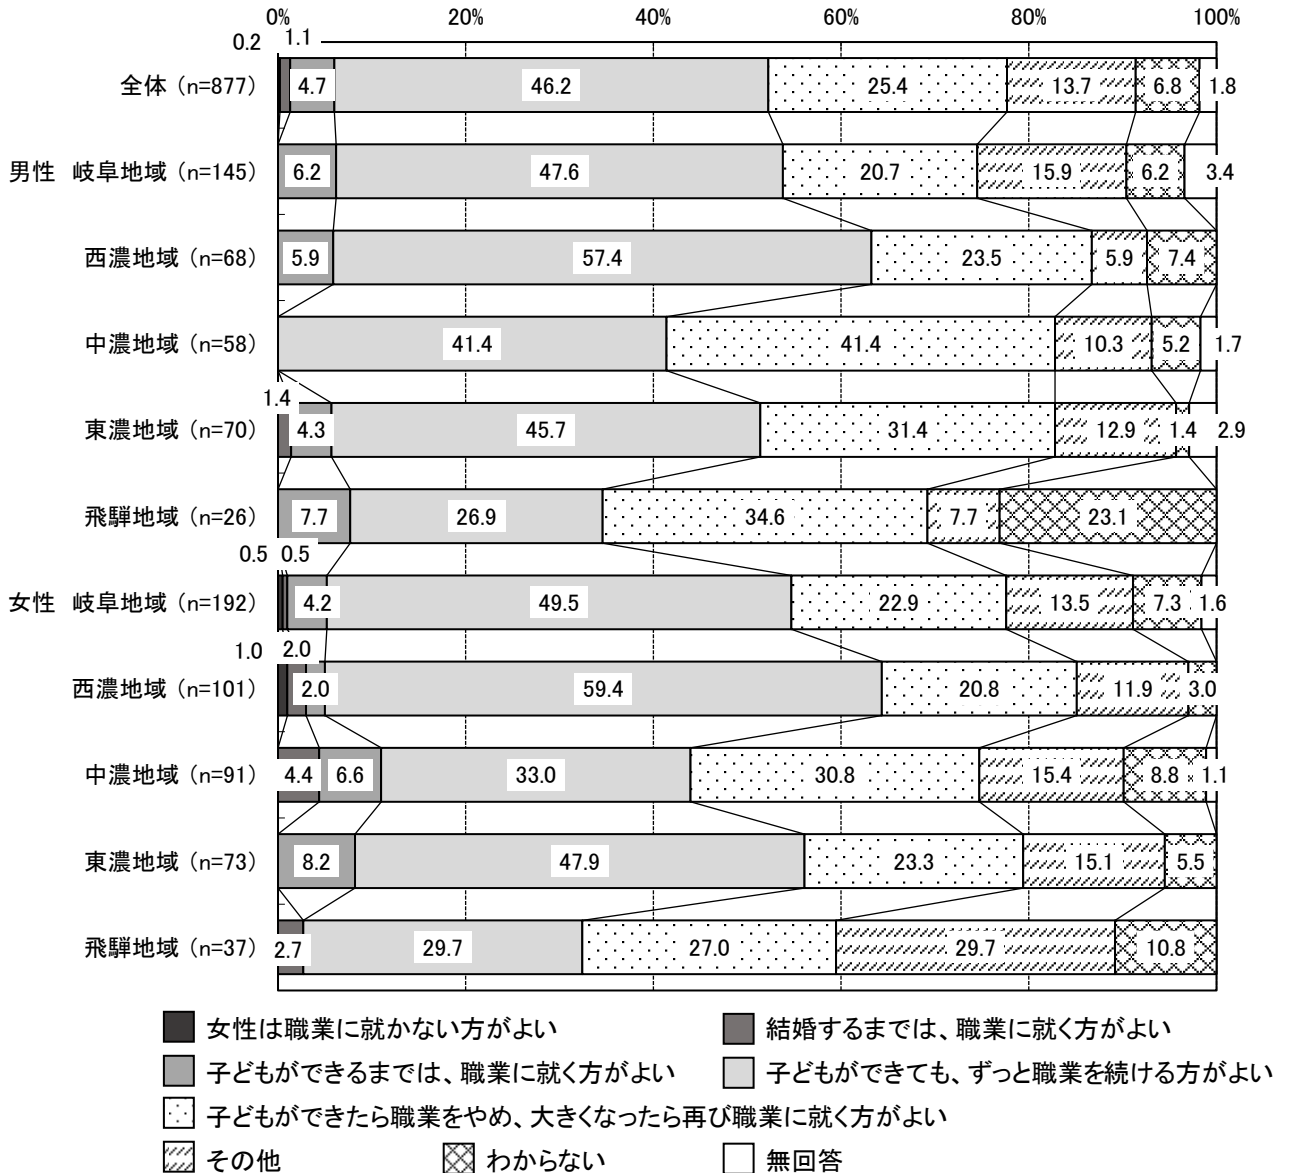 0% 20% 40% 60% 80% 100%
0.2 1.1
全体 (n=877) 4.7 46.2 25.4 13.7 6.8 1.8
男性 岐阜地域 (n=145) 6.2 47.6 20.7 15.9 6.2 3.4
西濃地域 (n=68) 5.9 57.4 23.5 5.9 7.4
中濃地域 (n=58) 41.4 41.4 10.3 5.2 1.7
1.4
東濃地域 (n=70) 4.3 45.7 31.4 12.9 1.4 2.9
飛騨地域 (n=26) 7.7 26.9 34.6 7.7 23.1
0.5 0.5
女性 岐阜地域 (n=192) 4.2 49.5 22.9 13.5 7.3 1.6
1.0 2.0
西濃地域 (n=101) 2.0 59.4 20.8 11.9 3.0
中濃地域 (n=91) 4.4 6.6 33.0 30.8 15.4 8.8 1.1
東濃地域 (n=73) 8.2 47.9 23.3 15.1 5.5
飛騨地域 (n=37) 2.7 29.7 27.0 29.7 10.8
女性は職業に就かない方がよい 結婚するまでは、職業に就く方がよい
子どもができるまでは、職業に就く方がよい 子どもができても、ずっと職業を続ける方がよい
子どもができたら職業をやめ、大きくなったら再び職業に就く方がよい
その他 わからない 無回答